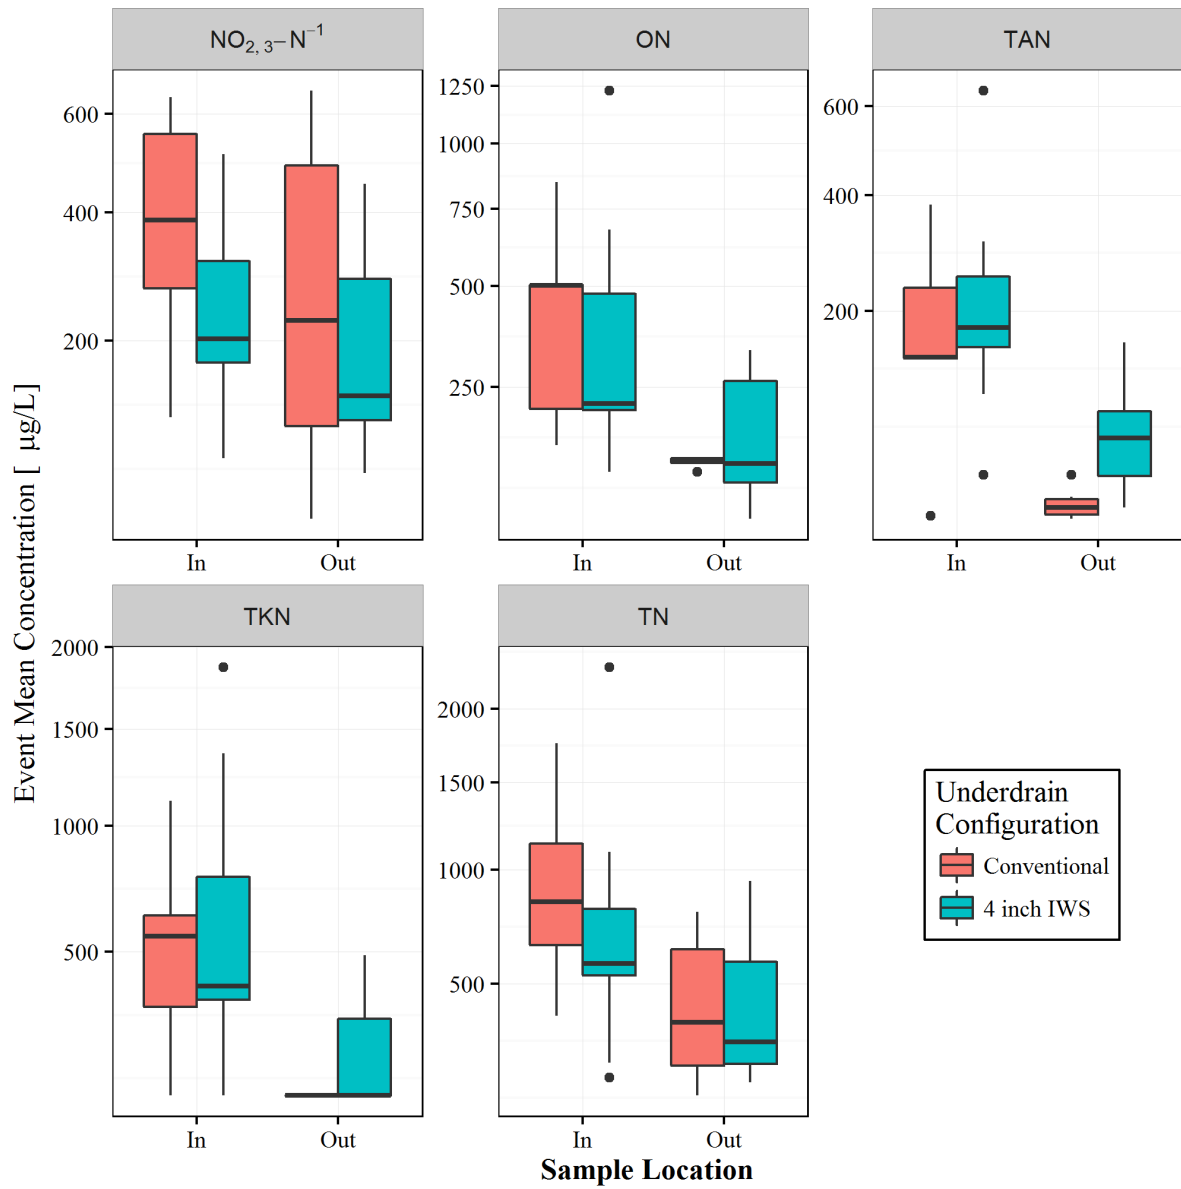 NO₂, ₃–N⁻¹
ON
TAN
600
400
200
1250
1000
750
500
250
600
400
200
In
Out
In
Out
In
Out
TKN
TN
2000
1500
1000
500
2000
1500
1000
500
In
Out
In
Out
Event Mean Concentration [ μg/L]
Sample Location
Underdrain
Configuration
Conventional
4 inch IWS